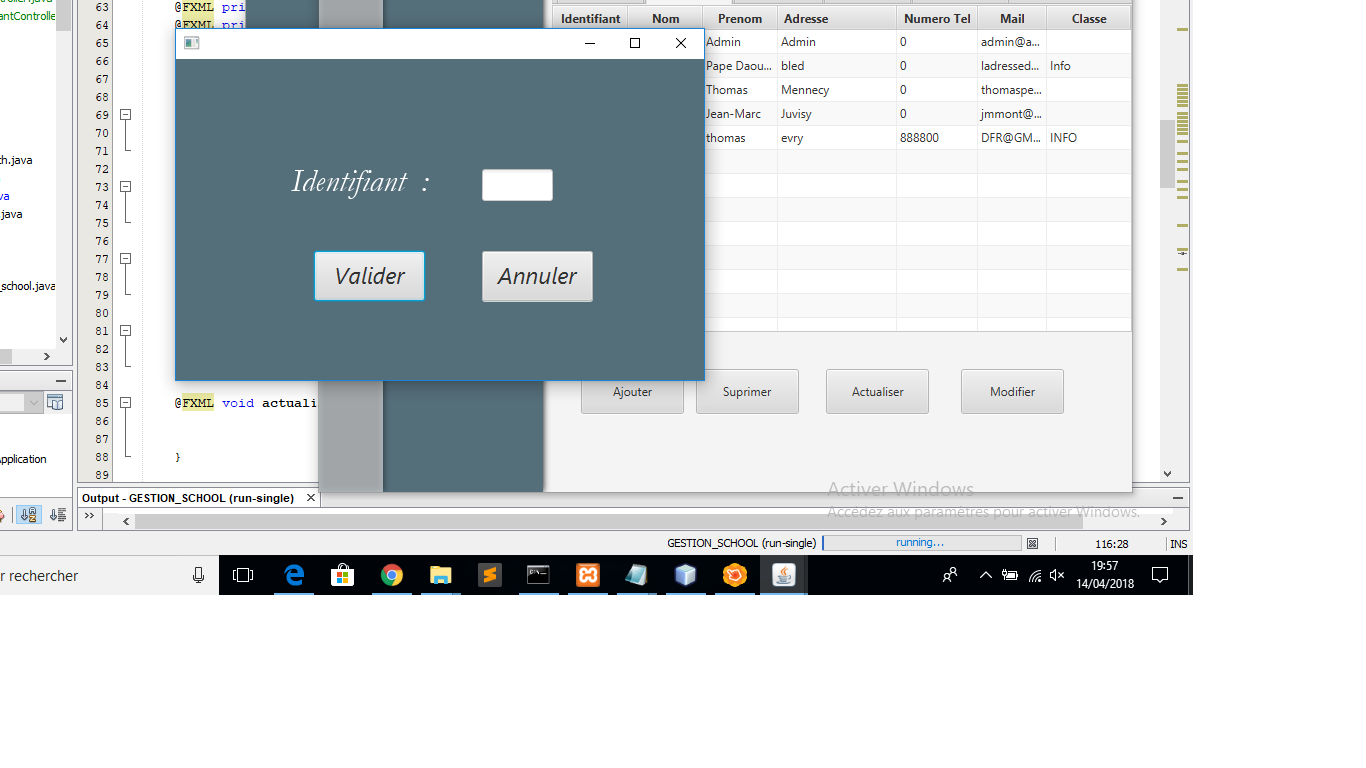 ntroller.java
antControlle
th.java
va
.java
_school.java
Application
63 @FXML pri
64 @FXML pri
65
66
67
68
69
70
71
72
73
74
75
76
77
78
79
80
81
82
83
84
85 @FXML void actuali
86
87
88 }
89
Identifiant :
Valider Annuler
Identifiant Nom Prenom Adresse Numero Tel Mail Classe
Admin Admin 0 admin@a...
Pape Daou... bled 0 ladressed... Info
Thomas Mennecy 0 thomaspe...
Jean-Marc Juvisy 0 jmmont@...
thomas evry 888800 DFR@GM... INFO
Ajouter Suprimer Actualiser Modifier
Output - GESTION_SCHOOL (run-single)
Activer Windows
Accédez aux paramètres pour activer Windows.
GESTION_SCHOOL (run-single) running... 116:28 INS
r rechercher
19:57
14/04/2018